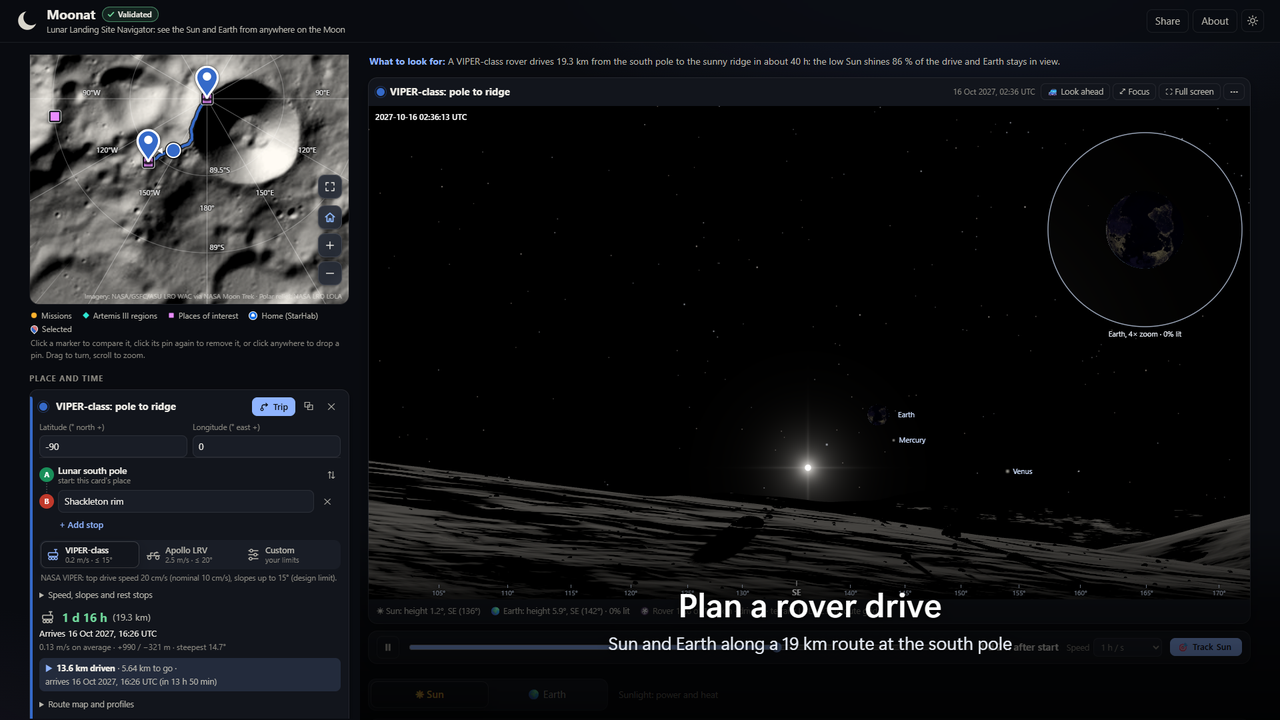 Moonat
✓ Validated
Lunar Landing Site Navigator: see the Sun and Earth from anywhere on the Moon
Share
About
90°W
90°E
120°W
120°E
89.5°S
150°W
150°E
180°
89°S
Missions
Artemis III regions
Places of interest
Home (StarHab)
Selected
Click a marker to compare it, click its pin again to remove it, or click anywhere to drop a
pin. Drag to turn, scroll to zoom.
PLACE AND TIME
VIPER-class: pole to ridge
Trip
Latitude (° north +)
Longitude (° east +)
-90
0
A
Lunar south pole
start: this card's place
B
Shackleton rim
+ Add stop
VIPER-class
0.2 m/s · ≤ 15°
Apollo LRV
2.5 m/s · ≤ 20°
Custom
your limits
NASA VIPER: top drive speed 20 cm/s (nominal 10 cm/s), slopes up to 15° (design limit).
Speed, slopes and rest stops
1 d 16 h (19.3 km)
Arrives 16 Oct 2027, 16:26 UTC
0.13 m/s on average · +990 / −321 m · steepest 14.7°
13.6 km driven · 5.64 km to go ·
arrives 16 Oct 2027, 16:26 UTC (in 13 h 50 min)
Route map and profiles
What to look for: A VIPER-class rover drives 19.3 km from the south pole to the sunny ridge in about 40 h: the low Sun shines 86 % of the drive and Earth stays in view.
VIPER-class: pole to ridge
16 Oct 2027, 02:36 UTC
Look ahead
Focus
Full screen
2027-10-16 02:36:13 UTC
Earth, 4× zoom · 0% lit
Earth
Mercury
Venus
105°
110°
115°
120°
125°
130°
SE
145°
150°
155°
165°
170°
Sun: height 1.2°, SE (136°)
Earth: height 5.9°, SE (142°) · 0% lit
Rover
Plan a rover drive
Sun and Earth along a 19 km route at the south pole
after start
Speed
1 h / s
Track Sun
Sun
Earth
Sunlight: power and heat